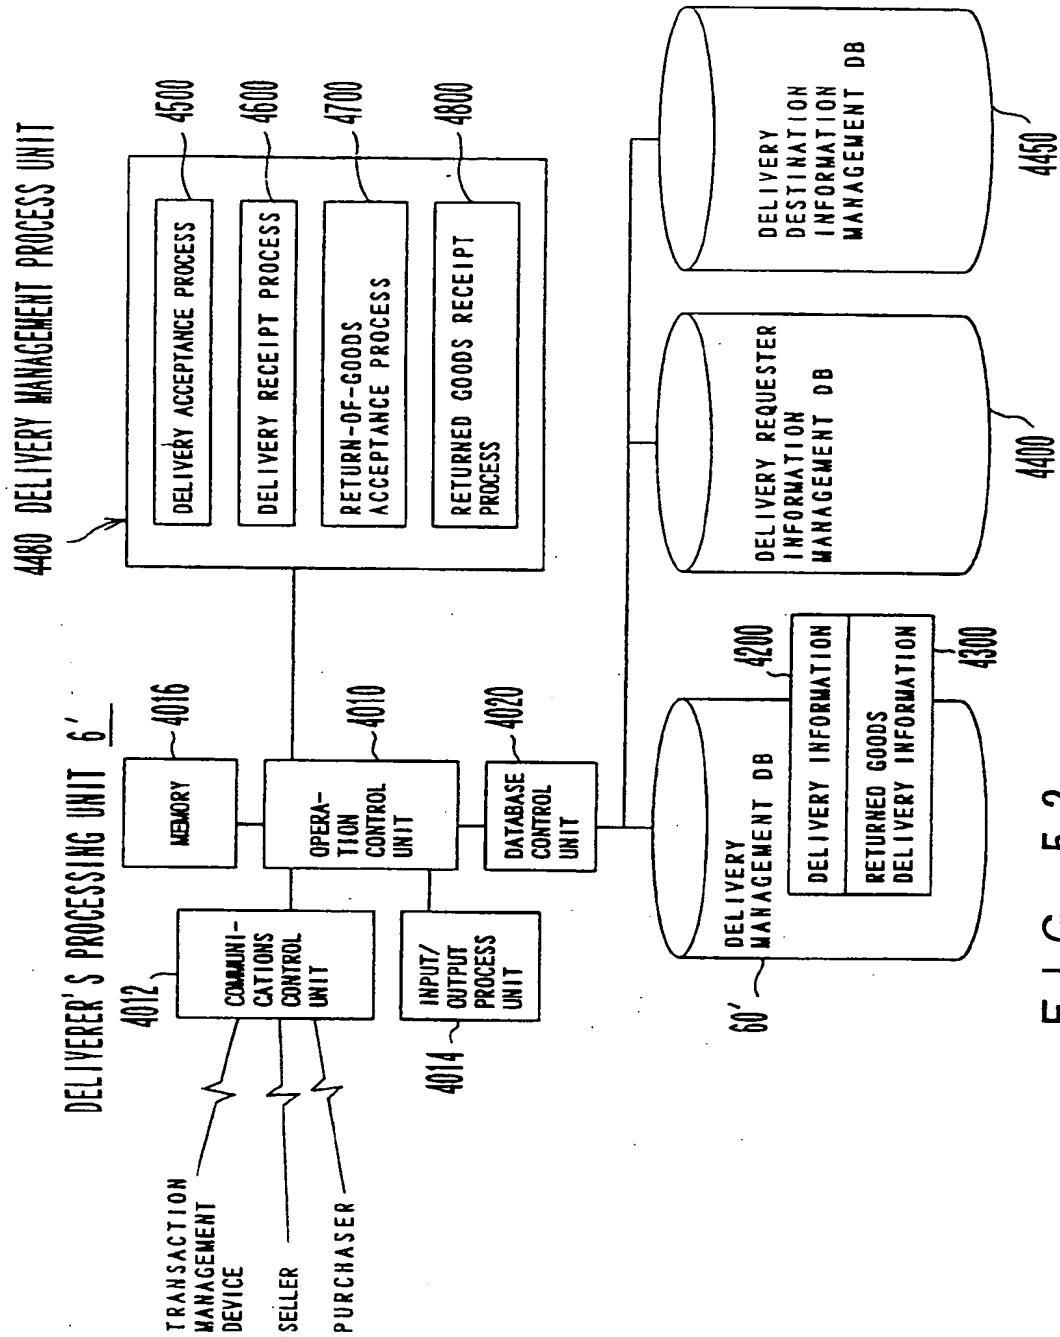 4480 DELIVERY MANAGEMENT PROCESS UNIT
DELIVERER'S PROCESSING UNIT 6'
TRANSACTION
MANAGEMENT
DEVICE
SELLER
PURCHASER
4012
COMMUNI-
CATIONS
CONTROL
UNIT
MEMORY
4016
OPERA-
TION
CONTROL
UNIT
4010
4014
INPUT/
OUTPUT
PROCESS
UNIT
DATABASE
CONTROL
UNIT
4020
DELIVERY ACCEPTANCE PROCESS
4500
DELIVERY RECEIPT PROCESS
4600
RETURN-OF-GOODS
ACCEPTANCE PROCESS
4700
RETURNED GOODS RECEIPT
PROCESS
4800
60'
DELIVERY
MANAGEMENT DB
DELIVERY INFORMATION
4200
RETURNED GOODS
DELIVERY INFORMATION
4300
DELIVERY REQUESTER
INFORMATION
MANAGEMENT DB
4400
DELIVERY
DESTINATION
INFORMATION
MANAGEMENT DB
4450